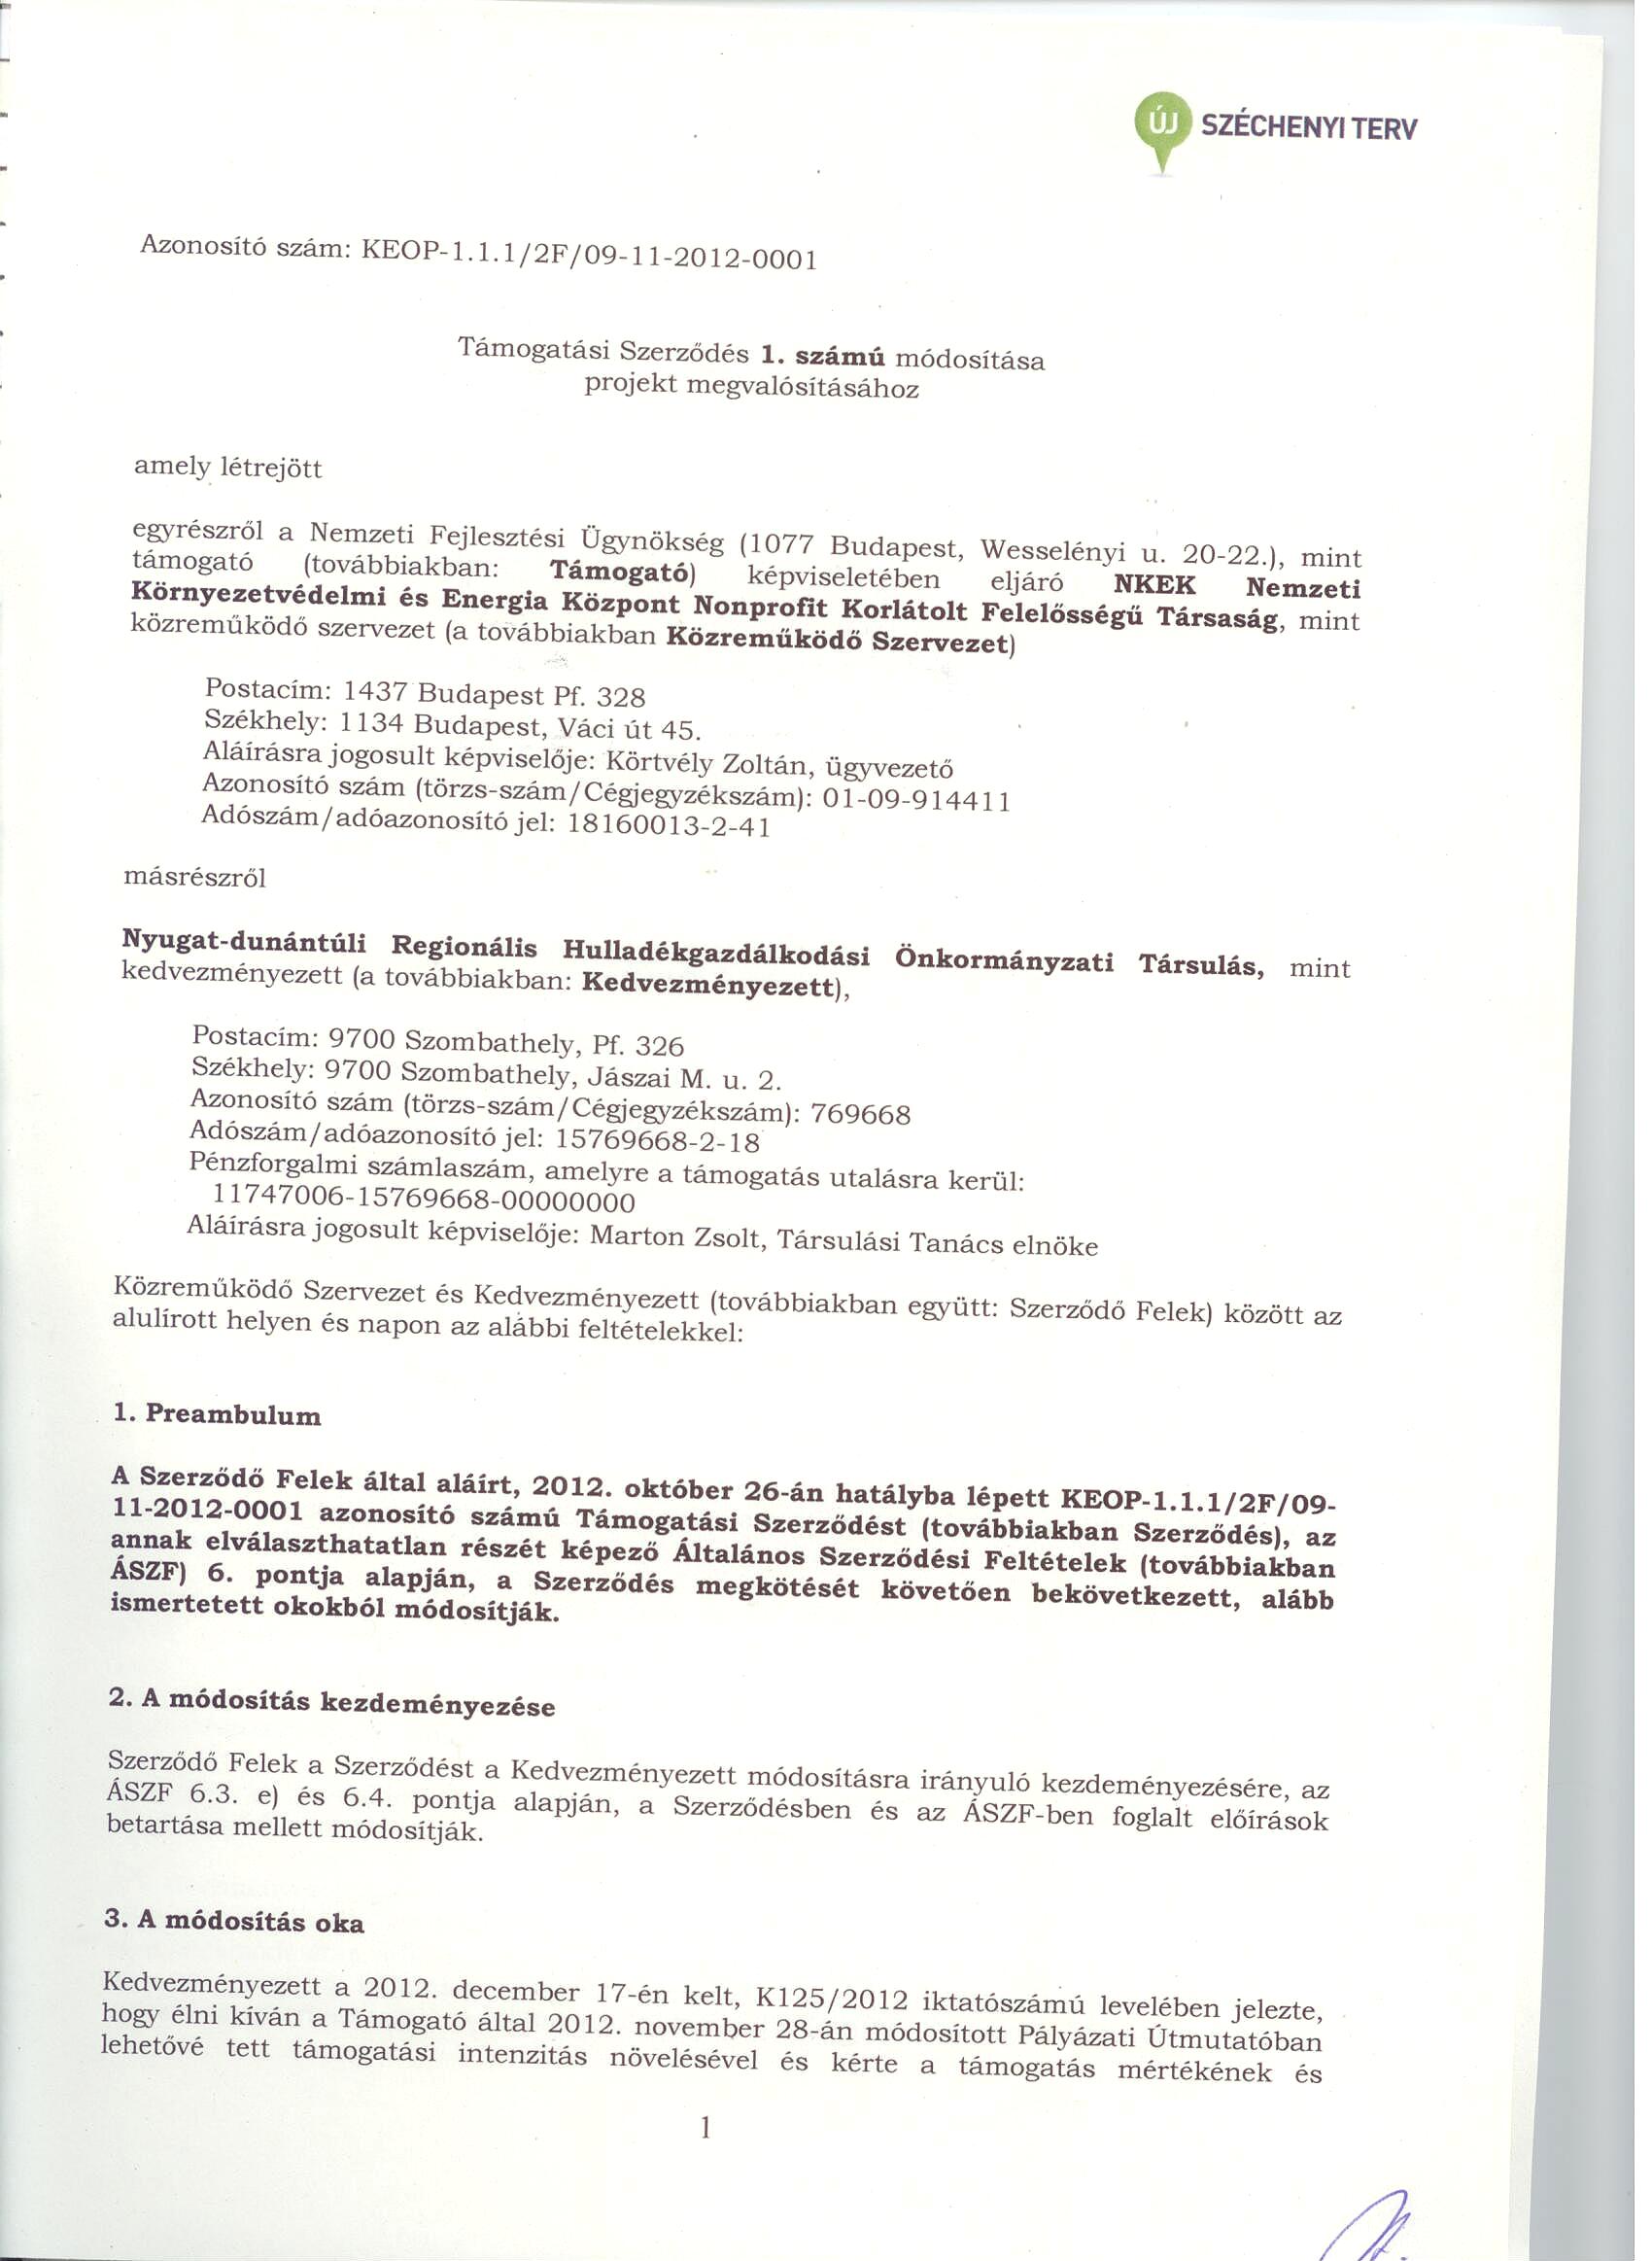 ÚJ SZÉCHENYI TERV
Azonosító szám: KEOP-1.1.1/2F/09-11-2012-0001
Támogatási Szerződés 1. számú módosítása
projekt megvalósításához
amely létrejött
egyrészről a Nemzeti Fejlesztési Ügynökség (1077 Budapest, Wesselényi u. 20-22.), mint
támogató (továbbiakban: Támogató) képviseletében eljáró NKEK Nemzeti
Környezetvédelmi és Energia Központ Nonprofit Korlátolt Felelősségű Társaság, mint
közreműködő szervezet (a továbbiakban Közreműködő Szervezet)
Postacím: 1437 Budapest Pf. 328
Székhely: 1134 Budapest, Váci út 45.
Aláírásra jogosult képviselője: Körtvély Zoltán, ügyvezető
Azonosító szám (törzs-szám/Cégjegyzékszám): 01-09-914411
Adószám/adóazonosító jel: 18160013-2-41
másrészről
Nyugat-dunántúli Regionális Hulladékgazdálkodási Önkormányzati Társulás, mint
kedvezményezett (a továbbiakban: Kedvezményezett),
Postacím: 9700 Szombathely, Pf. 326
Székhely: 9700 Szombathely, Jászai M. u. 2.
Azonosító szám (törzs-szám/Cégjegyzékszám): 769668
Adószám/adóazonosító jel: 15769668-2-18
Pénzforgalmi számlaszám, amelyre a támogatás utalásra kerül:
11747006-15769668-00000000
Aláírásra jogosult képviselője: Marton Zsolt, Társulási Tanács elnöke
Közreműködő Szervezet és Kedvezményezett (továbbiakban együtt: Szerződő Felek) között az
alulírott helyen és napon az alábbi feltételekkel:
1. Preambulum
A Szerződő Felek által aláírt, 2012. október 26-án hatályba lépett KEOP-1.1.1/2F/09-
11-2012-0001 azonosító számú Támogatási Szerződést (továbbiakban Szerződés), az
annak elválaszthatatlan részét képező Általános Szerződési Feltételek (továbbiakban
ÁSZF) 6. pontja alapján, a Szerződés megkötését követően bekövetkezett, alább
ismertetett okokból módosítják.
2. A módosítás kezdeményezése
Szerződő Felek a Szerződést a Kedvezményezett módosításra irányuló kezdeményezésére, az
ÁSZF 6.3. e) és 6.4. pontja alapján, a Szerződésben és az ÁSZF-ben foglalt előírások
betartása mellett módosítják.
3. A módosítás oka
Kedvezményezett a 2012. december 17-én kelt, K125/2012 iktatószámú levelében jelezte,
hogy élni kíván a Támogató által 2012. november 28-án módosított Pályázati Útmutatóban
lehetővé tett támogatási intenzitás növelésével és kérte a támogatás mértékének és
1